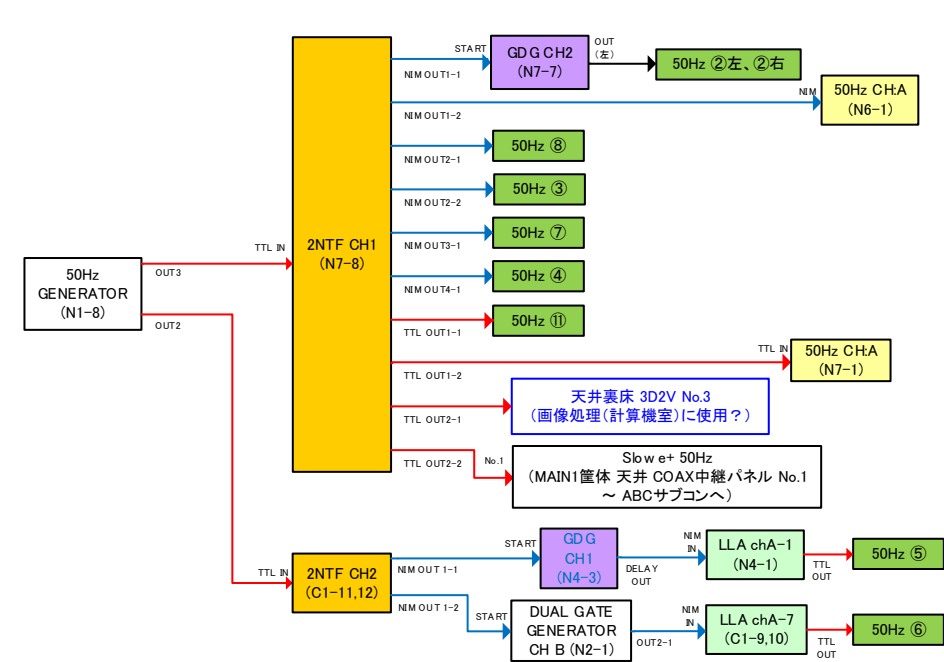 START
GDG CH2
(N7-7)
OUT
(左)
50Hz ②左、②右
NIM OUT1-1
NIM
50Hz CH:A
(N6-1)
NIM OUT1-2
50Hz ⑧
NIM OUT2-1
50Hz ③
NIM OUT2-2
50Hz ⑦
NIM OUT3-1
50Hz ④
NIM OUT4-1
50Hz ⑪
TTL OUT1-1
TTL IN
50Hz CH:A
(N7-1)
TTL OUT1-2
天井裏床 3D2V No.3
(画像処理(計算機室)に使用?)
TTL OUT2-1
TTL OUT2-2
No.1
Slow e+ 50Hz
(MAIN1筐体 天井 COAX中継パネル No.1
~ ABCサブコンへ)
2NTF CH1
(N7-8)
TTL IN
50Hz
GENERATOR
(N1-8)
OUT3
OUT2
TTL IN
2NTF CH2
(C1-11,12)
NIM OUT 1-1
START
GDG
CH1
(N4-3)
DELAY
OUT
NIM
IN
LLA chA-1
(N4-1)
TTL
OUT
50Hz ⑤
NIM OUT 1-2
START
DUAL GATE
GENERATOR
CH B (N2-1)
OUT2-1
NIM
IN
LLA chA-7
(C1-9,10)
TTL
OUT
50Hz ⑥